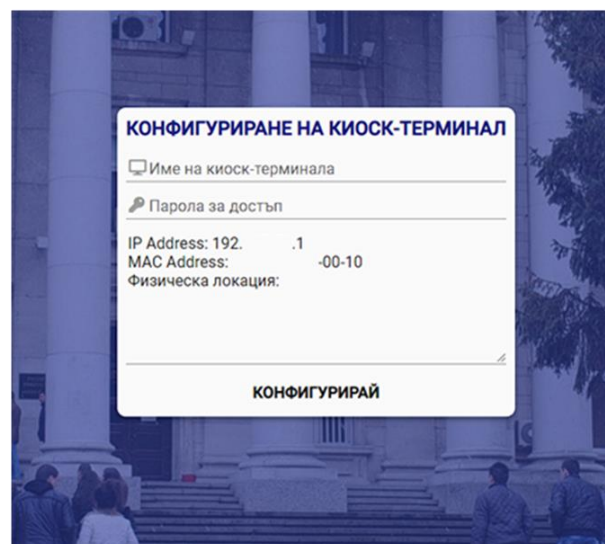 КОНФИГУРИРАНЕ НА КИОСК-ТЕРМИНАЛ
Име на киоск-терминала
Парола за достъп
IP Address: 192. .1
MAC Address: -00-10
Физическа локация:
КОНФИГУРИРАЙ